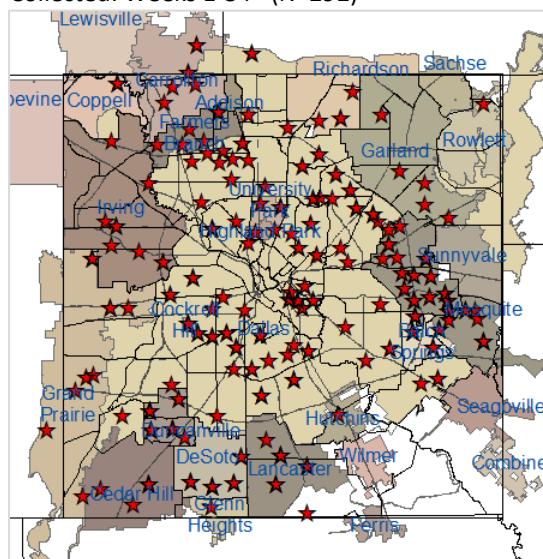 Lewisville
Richardson
Sachse
Carrollton
Coppell
Addison
Farmers
Branch
Rowlett
Garland
University
Park
Irving
Highland Park
Sunnyvale
Mesquite
Cockrell
Hill
Dallas
Balch
Springs
Grand
Prairie
Seagoville
Hutchins
Duncanville
DeSoto
Lancaster
Wilmer
Combine
Cedar Hill
Glenn
Heights
Ferris